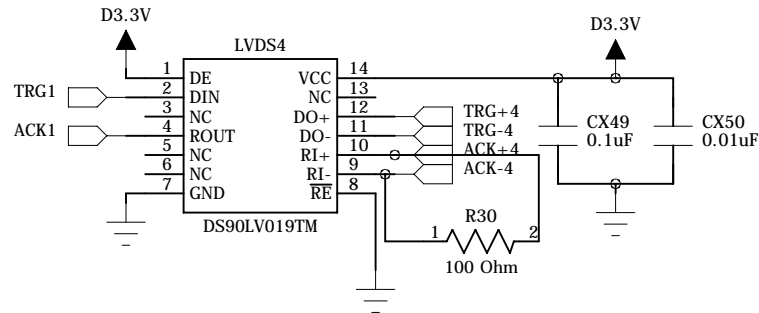 D3.3V
D3.3V
LVDS4
1 DE VCC 14
TRG1 2 DIN NC 13
3 NC DO+ 12 TRG+4
ACK1 4 ROUT DO- 11 TRG-4
5 NC RI+ 10 ACK+4
6 NC RI- 9 ACK-4
7 GND RE 8
DS90LV019TM
CX49
0.1uF
CX50
0.01uF
R30
1 2
100 Ohm